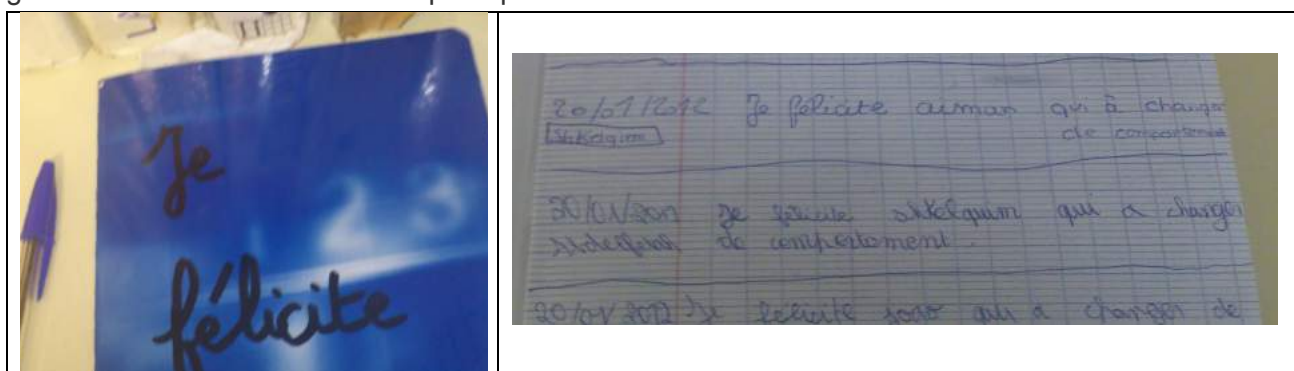 Je
félicite
20/01/2012 Je félicite aiman qui à changer
de comportement
20/01/2012 Je félicite qui a changer
de comportement.
20/01/2012 Je félicite joao qui a changer de